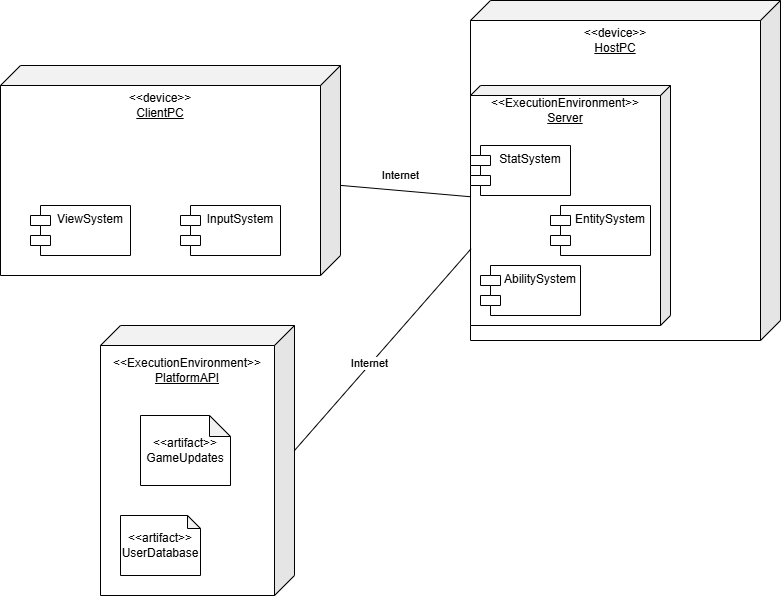 <<device>>
HostPC
<<ExecutionEnvironment>>
Server
StatSystem
EntitySystem
AbilitySystem
<<device>>
ClientPC
ViewSystem
InputSystem
Internet
Internet
<<ExecutionEnvironment>>
PlatformAPI
<<artifact>>
GameUpdates
<<artifact>>
UserDatabase